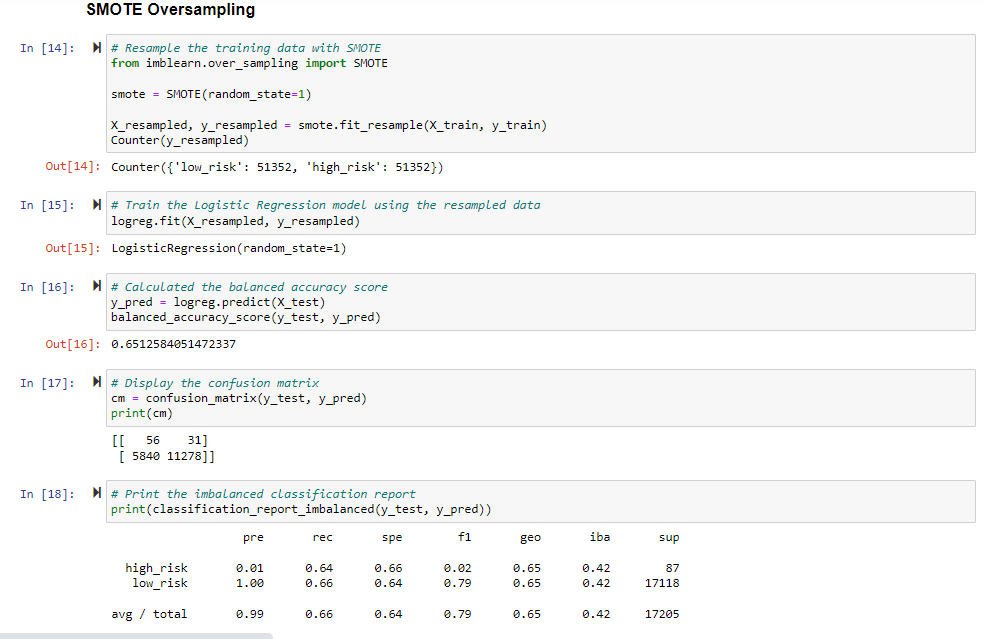 SMOTE Oversampling
In [14]:
# Resample the training data with SMOTE
from imblearn.over_sampling import SMOTE
smote = SMOTE(random_state=1)
X_resampled, y_resampled = smote.fit_resample(X_train, y_train)
Counter(y_resampled)
Out[14]: Counter({'low_risk': 51352, 'high_risk': 51352})
In [15]:
# Train the Logistic Regression model using the resampled data
logreg.fit(X_resampled, y_resampled)
Out[15]: LogisticRegression(random_state=1)
In [16]:
# Calculated the balanced accuracy score
y_pred = logreg.predict(X_test)
balanced_accuracy_score(y_test, y_pred)
Out[16]: 0.6512584051472337
In [17]:
# Display the confusion matrix
cm = confusion_matrix(y_test, y_pred)
print(cm)
[[   56    31]
 [ 5840 11278]]
In [18]:
# Print the imbalanced classification report
print(classification_report_imbalanced(y_test, y_pred))
pre rec spe f1 geo iba sup
high_risk 0.01 0.64 0.66 0.02 0.65 0.42 87
low_risk 1.00 0.66 0.64 0.79 0.65 0.42 17118
avg / total 0.99 0.66 0.64 0.79 0.65 0.42 17205